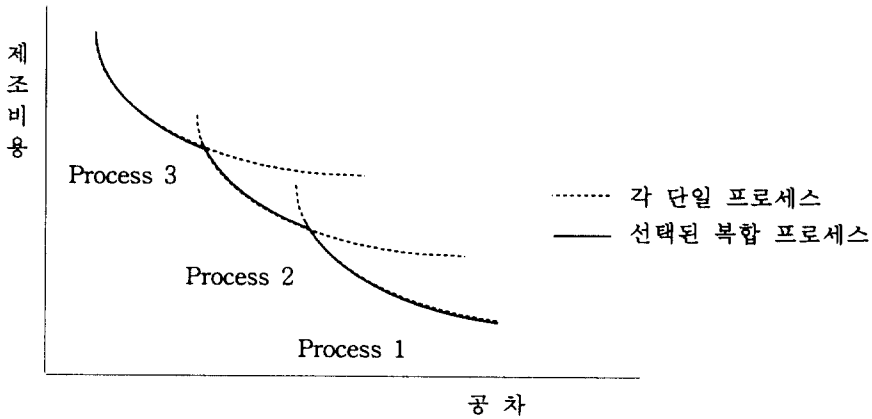 제조비용
Process 3
각 단일 프로세스
선택된 복합 프로세스
Process 2
Process 1
공 차